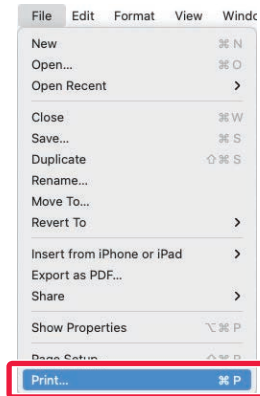 File Edit Format View Windo
New ⌘ N
Open... ⌘ O
Open Recent >
Close ⌘ W
Save... ⌘ S
Duplicate ⇧ ⌘ S
Rename...
Move To...
Revert To >
Insert from iPhone or iPad >
Export as PDF...
Share >
Show Properties ⌥ ⌘ P
Page Setup ⇧ ⌘ P
Print... ⌘ P